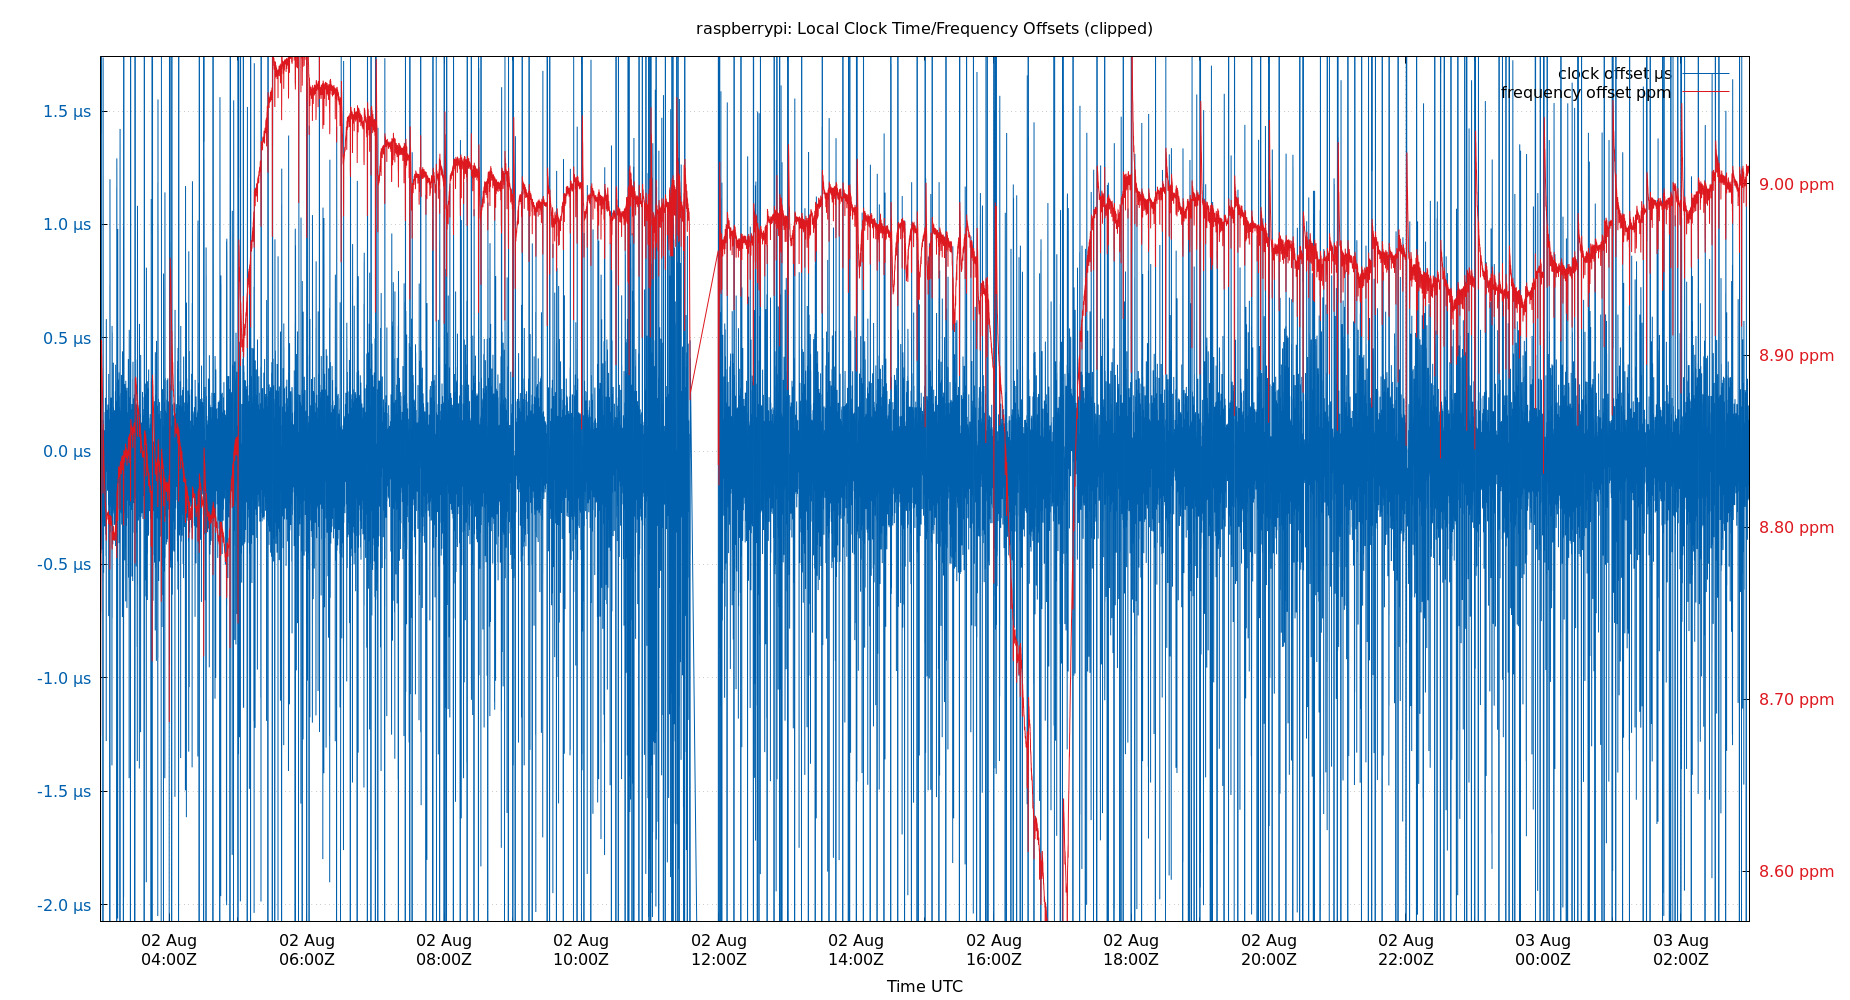 raspberrypi: Local Clock Time/Frequency Offsets (clipped)
clock offset µs
frequency offset ppm
1.5 µs
1.0 µs
0.5 µs
0.0 µs
-0.5 µs
-1.0 µs
-1.5 µs
-2.0 µs
9.00 ppm
8.90 ppm
8.80 ppm
8.70 ppm
8.60 ppm
02 Aug 02 Aug 02 Aug 02 Aug 02 Aug 02 Aug 02 Aug 02 Aug 02 Aug 02 Aug 03 Aug 03 Aug
04:00Z 06:00Z 08:00Z 10:00Z 12:00Z 14:00Z 16:00Z 18:00Z 20:00Z 22:00Z 00:00Z 02:00Z
Time UTC